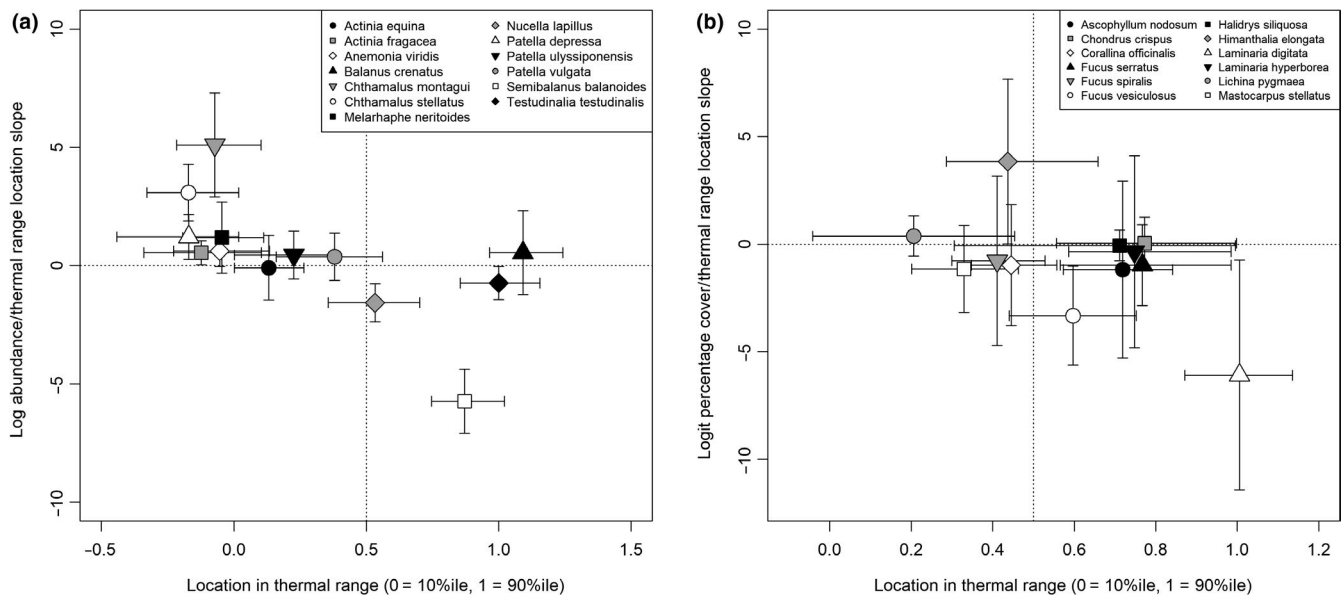 (a)
Log abundance/thermal range location slope
10
5
0
−5
−10
Actinia equina
Actinia fragacea
Anemonia viridis
Balanus crenatus
Chthamalus montagui
Chthamalus stellatus
Melarhaphe neritoides
Nucella lapillus
Patella depressa
Patella ulyssiponensis
Patella vulgata
Semibalanus balanoides
Testudinalia testudinalis
−0.5 0.0 0.5 1.0 1.5
Location in thermal range (0 = 10%ile, 1 = 90%ile)
(b)
Logit percentage cover/thermal range location slope
10
5
0
−5
−10
Ascophyllum nodosum
Chondrus crispus
Corallina officinalis
Fucus serratus
Fucus spiralis
Fucus vesiculosus
Halidrys siliquosa
Himanthalia elongata
Laminaria digitata
Laminaria hyperborea
Lichina pygmaea
Mastocarpus stellatus
0.0 0.2 0.4 0.6 0.8 1.0 1.2
Location in thermal range (0 = 10%ile, 1 = 90%ile)